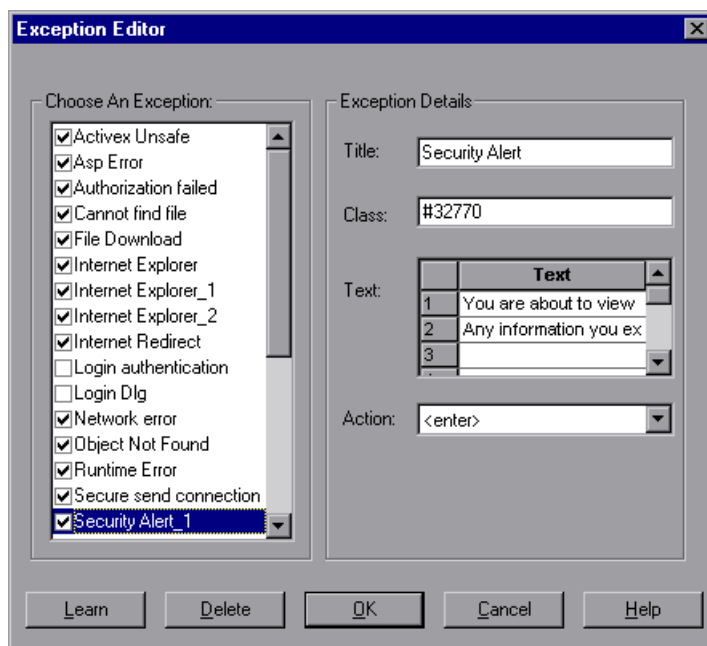 Exception Editor
Choose An Exception:
Activex Unsafe
Asp Error
Authorization failed
Cannot find file
File Download
Internet Explorer
Internet Explorer_1
Internet Explorer_2
Internet Redirect
Login authentication
Login Dlg
Network error
Object Not Found
Runtime Error
Secure send connection
Security Alert_1
Exception Details
Title: Security Alert
Class: #32770
Text:
Text
1 You are about to view
2 Any information you ex
3
Action: <enter>
Learn Delete OK Cancel Help